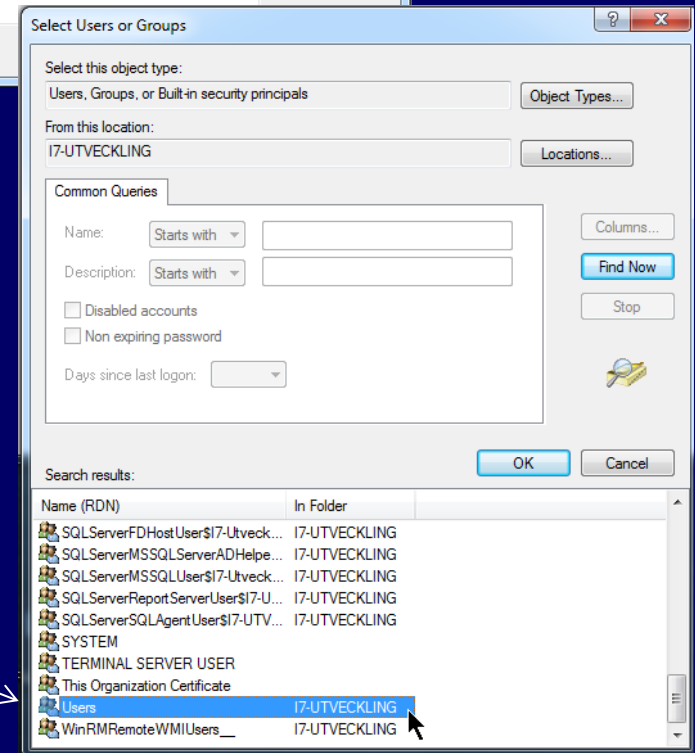 Select Users or Groups
Select this object type:
Users, Groups, or Built-in security principals
Object Types...
From this location:
I7-UTVECKLING
Locations...
Common Queries
Name:
Starts with
Columns...
Description:
Starts with
Find Now
Disabled accounts
Stop
Non expiring password
Days since last logon:
OK
Cancel
Search results:
Name (RDN) In Folder
SQLServerFDHostUser$I7-Utveck... I7-UTVECKLING
SQLServerMSSQLServerADHelpe... I7-UTVECKLING
SQLServerMSSQLUser$I7-Utveck... I7-UTVECKLING
SQLServerReportServerUser$I7-U... I7-UTVECKLING
SQLServerSQLAgentUser$I7-UTV... I7-UTVECKLING
SYSTEM
TERMINAL SERVER USER
This Organization Certificate
Users I7-UTVECKLING
WinRMRemoteWMIUsers__ I7-UTVECKLING